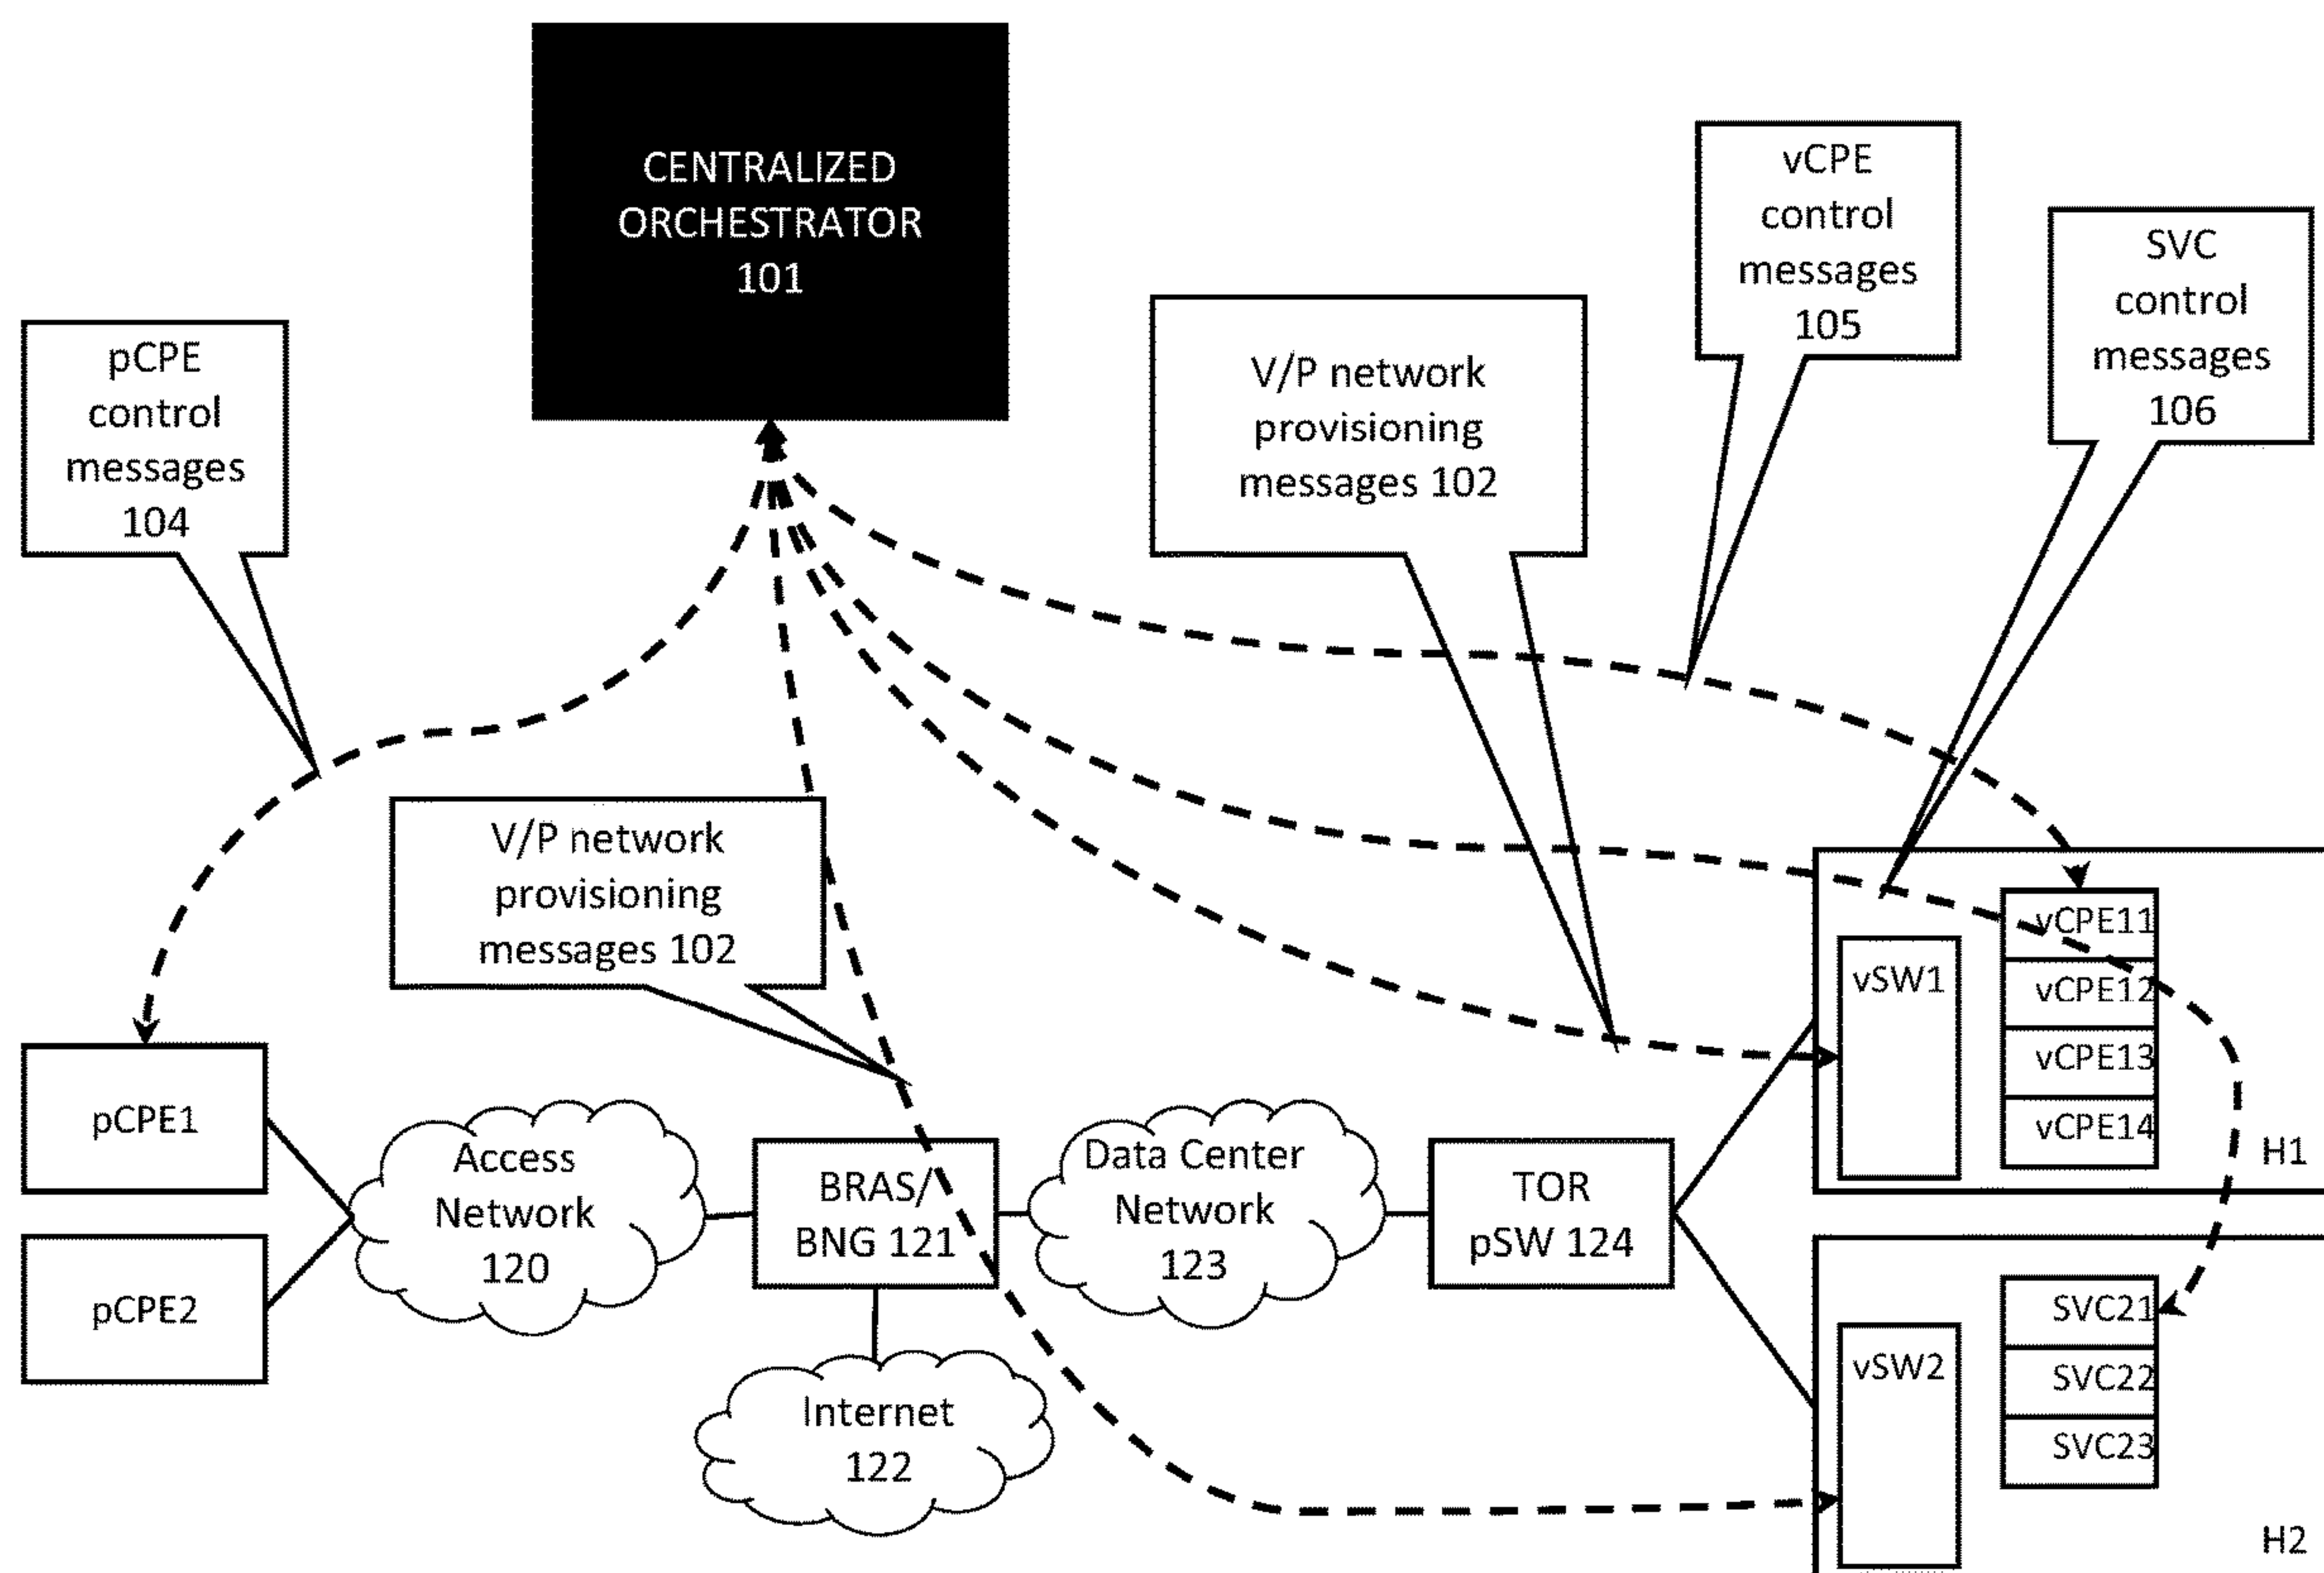 CENTRALIZED
ORCHESTRATOR
101
vCPE
control
messages
105
SVC
control
messages
106
pCPE
control
messages
104
V/P network
provisioning
messages 102
V/P network
provisioning
messages 102
vCPE11
vCPE12
vCPE13
vCPE14
vSW1
H1
pCPE1
pCPE2
Access
Network
120
BRAS/
BNG 121
Data Center
Network
123
TOR
pSW 124
Internet
122
SVC21
SVC22
SVC23
vSW2
H2